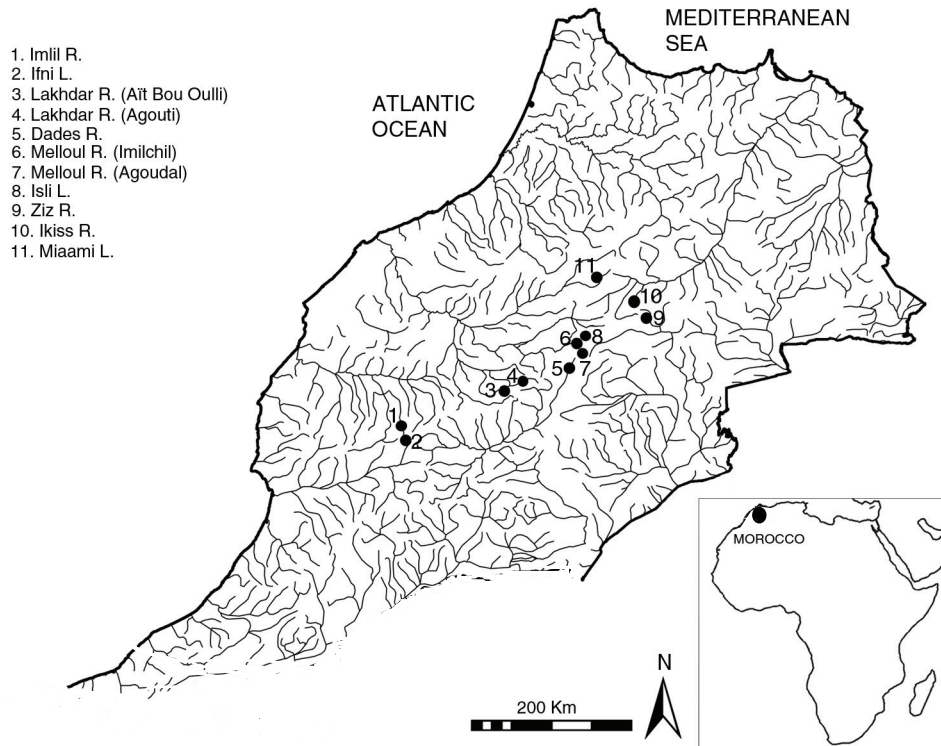 MEDITERRANEAN
SEA
1. Imlil R.
2. Ifni L.
3. Lakhdar R. (Aït Bou Oulli)
4. Lakhdar R. (Agouti)
5. Dades R.
6. Melloul R. (Imilchil)
7. Melloul R. (Agoudal)
8. Isli L.
9. Ziz R.
10. Ikiss R.
11. Miaami L.
ATLANTIC
OCEAN
11
10
9
8
6
7
5
4
3
1
2
MOROCCO
N
200 Km